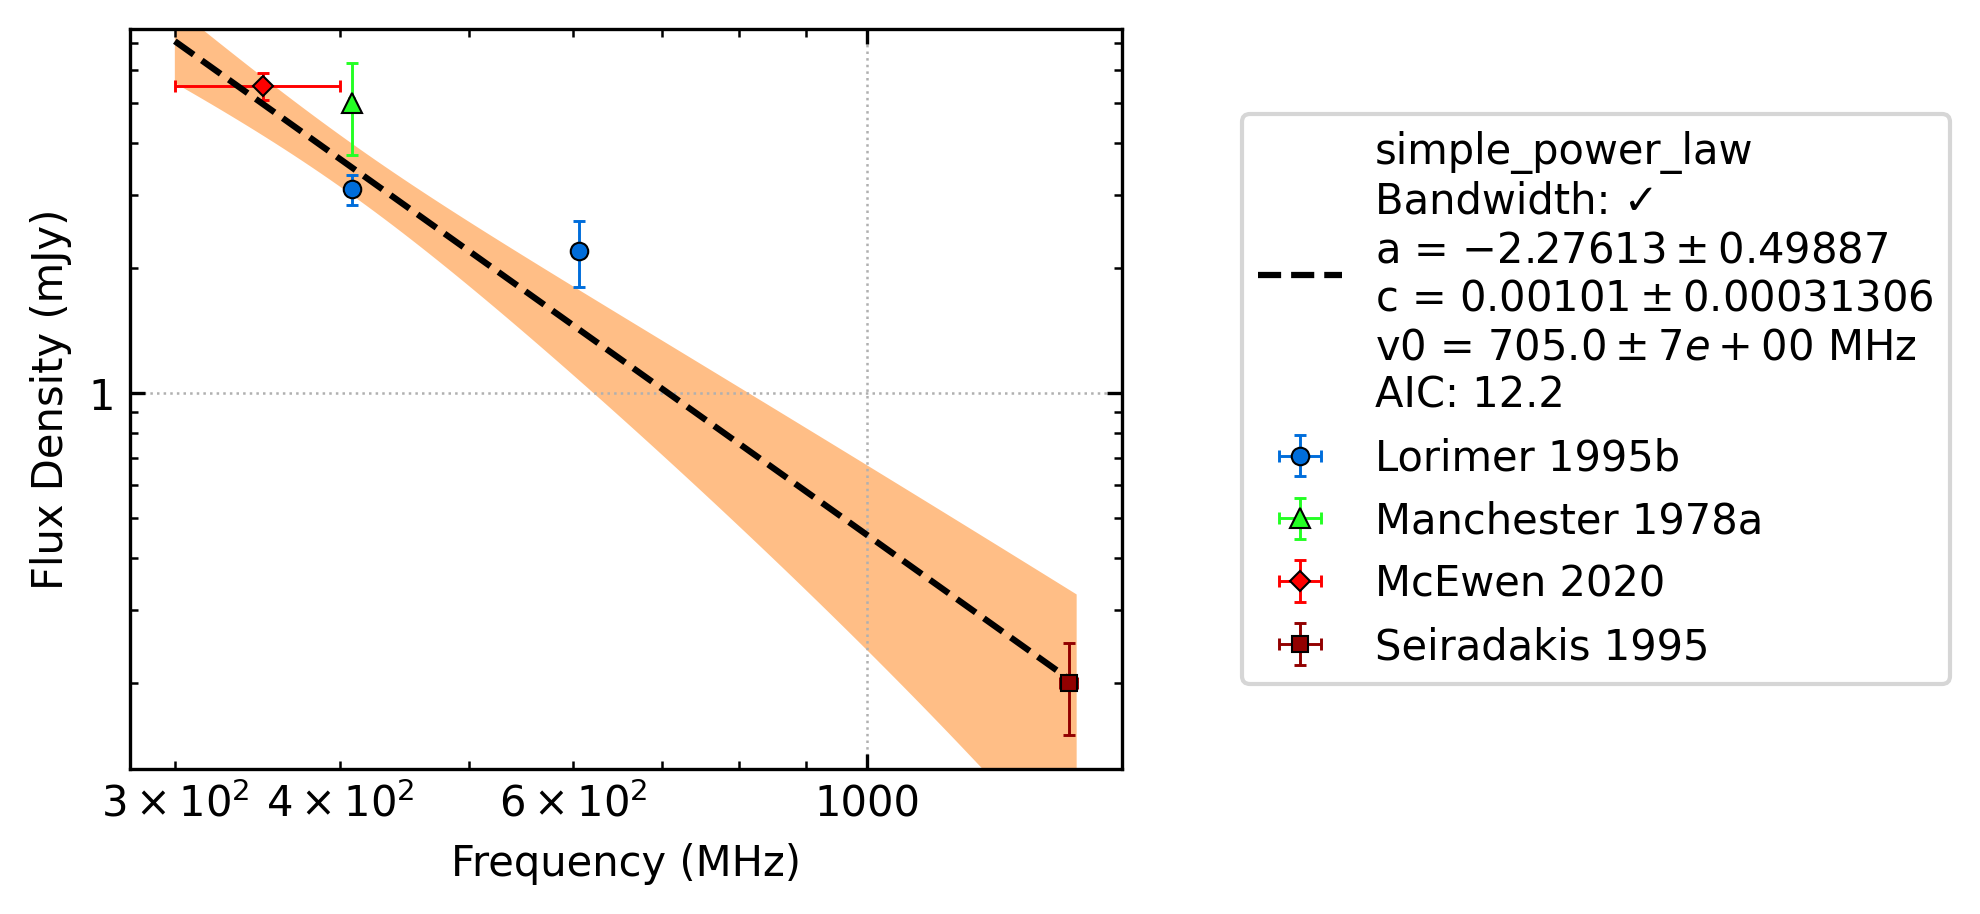 Flux Density (mJy)
1
3 × 10² 4 × 10² 6 × 10² 1000
Frequency (MHz)
simple_power_law
Bandwidth: ✓
a = −2.27613 ± 0.49887
c = 0.00101 ± 0.00031306
v0 = 705.0 ± 7e + 00 MHz
AIC: 12.2
Lorimer 1995b
Manchester 1978a
McEwen 2020
Seiradakis 1995